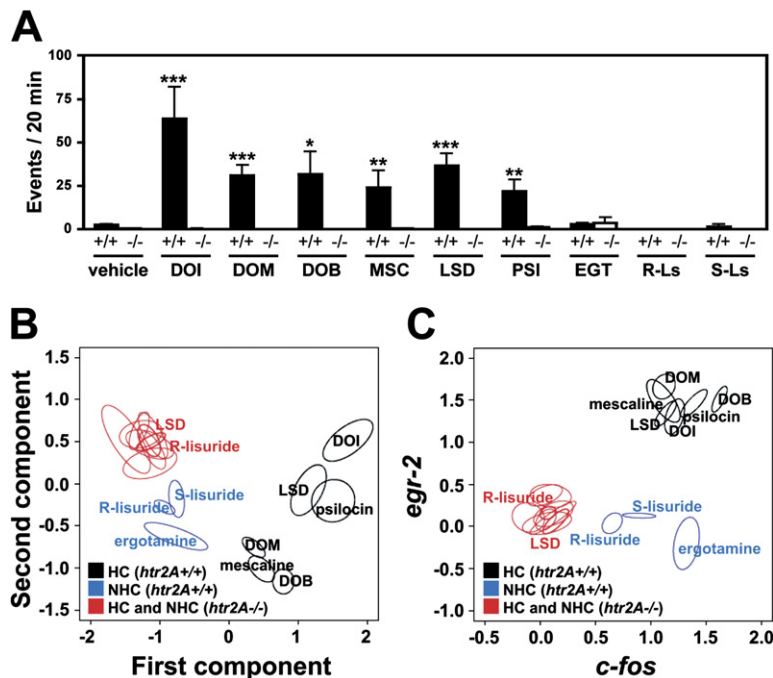 A
Events / 20 min
100
75
50
25
0
***
***
*
**
***
**
+/+ -/- +/+ -/- +/+ -/- +/+ -/- +/+ -/- +/+ -/- +/+ -/- +/+ -/- +/+ -/- +/+ -/-
vehicle DOI DOM DOB MSC LSD PSI EGT R-Ls S-Ls
B
Second component
1.5
1.0
0.5
0.0
-0.5
-1.0
-1.5
LSD
R-lisuride
DOI
S-lisuride
R-lisuride
LSD
psilocin
ergotamine
DOM
mescaline
DOB
HC (htr2A+/+)
NHC (htr2A+/+)
HC and NHC (htr2A-/-)
-2 -1 0 1 2
First component
C
egr-2
2.0
1.5
1.0
0.5
0.0
-0.5
-1.0
DOM
mescaline
DOB
psilocin
LSD
DOI
R-lisuride
S-lisuride
LSD
R-lisuride
ergotamine
HC (htr2A+/+)
NHC (htr2A+/+)
HC and NHC (htr2A-/-)
-0.5 0.0 0.5 1.0 1.5 2.0
c-fos